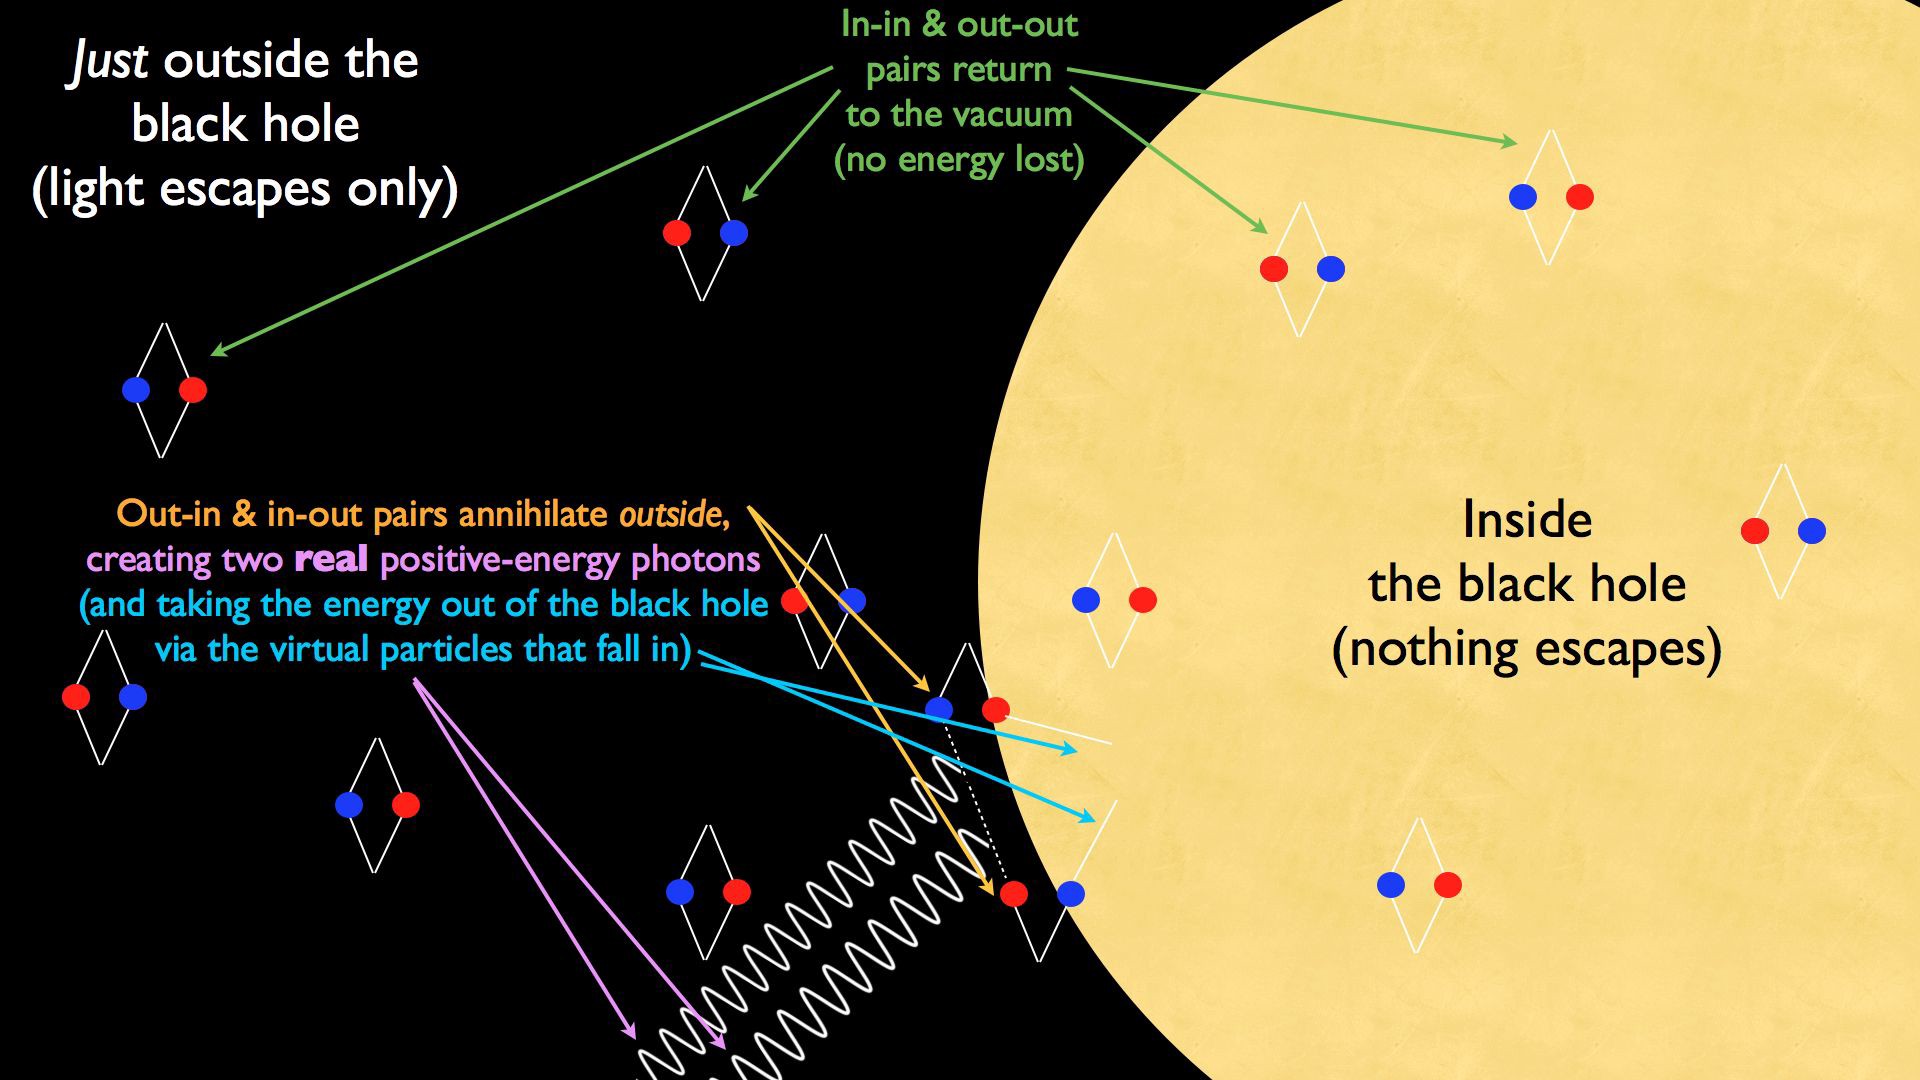 Just outside the
black hole
(light escapes only)
In-in & out-out
pairs return
to the vacuum
(no energy lost)
Out-in & in-out pairs annihilate outside,
creating two real positive-energy photons
(and taking the energy out of the black hole
via the virtual particles that fall in)
Inside
the black hole
(nothing escapes)